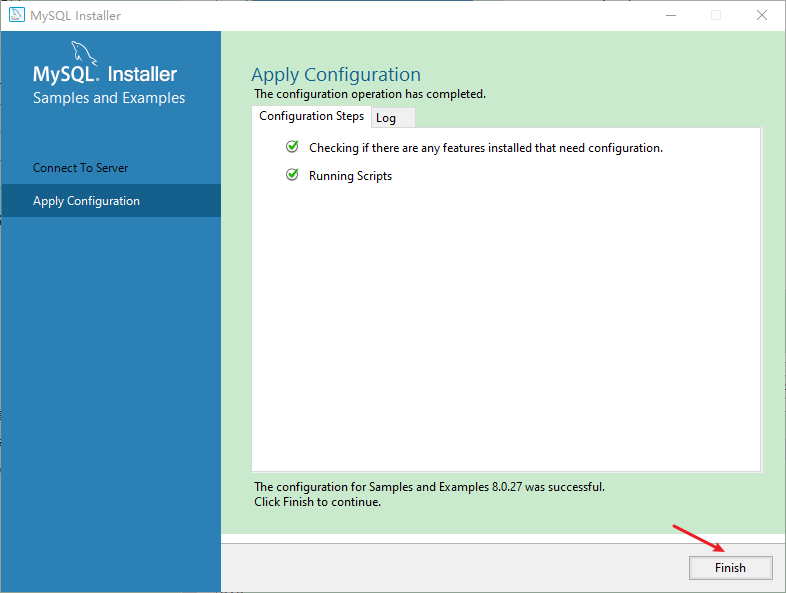 MySQL Installer
MySQL. Installer
Samples and Examples
Connect To Server
Apply Configuration
Apply Configuration
The configuration operation has completed.
Configuration Steps
Log
Checking if there are any features installed that need configuration.
Running Scripts
The configuration for Samples and Examples 8.0.27 was successful.
Click Finish to continue.
Finish